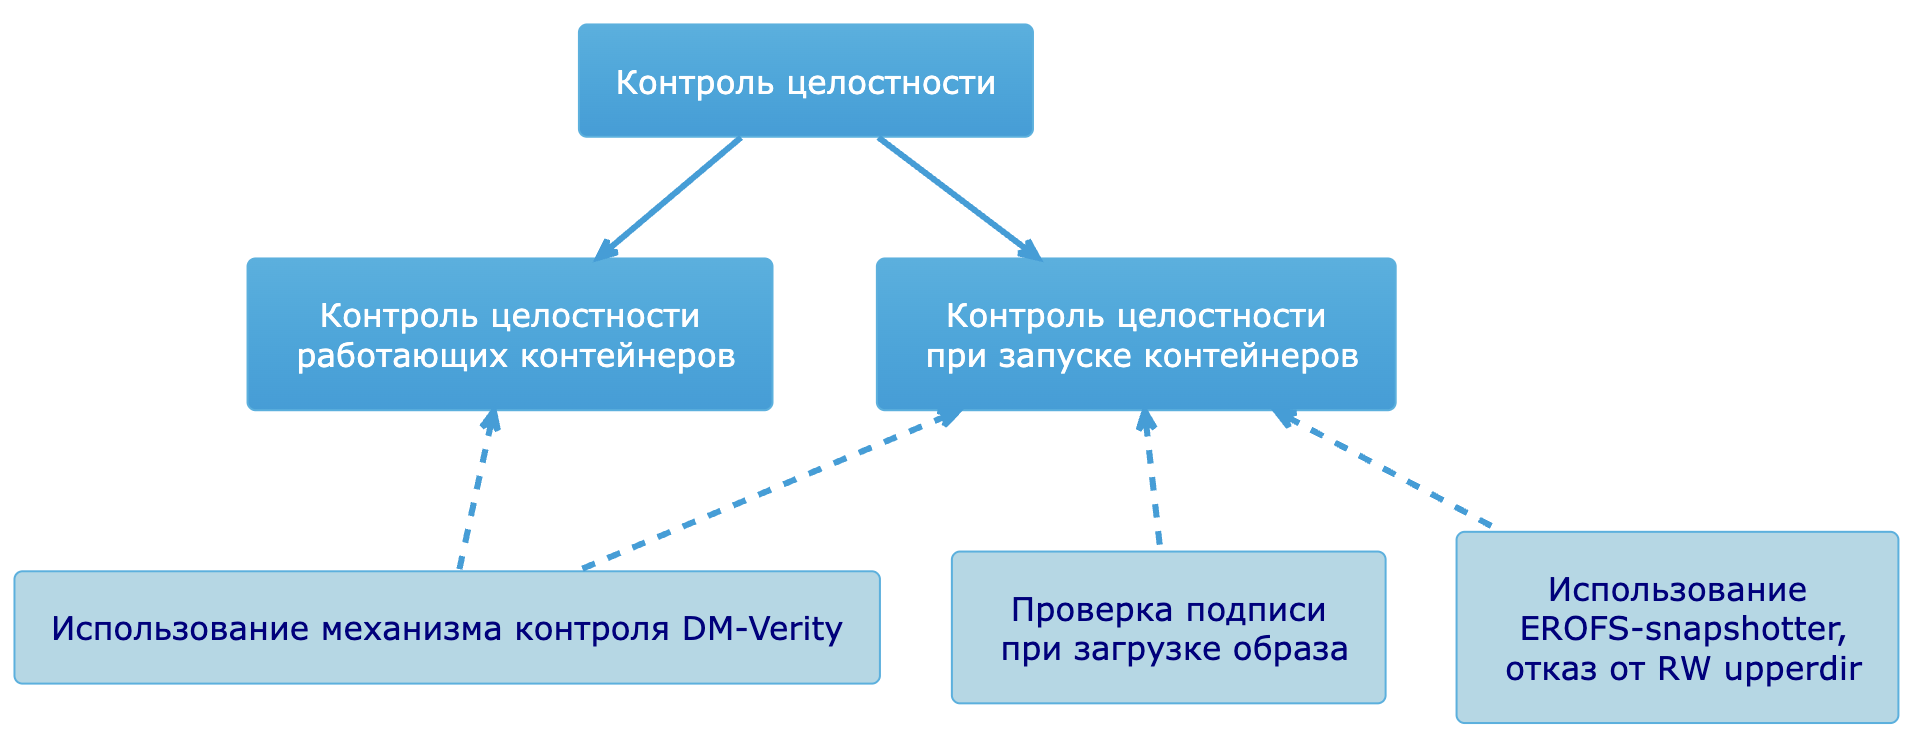 Контроль целостности
Контроль целостности
работающих контейнеров
Контроль целостности
при запуске контейнеров
Использование механизма контроля DM-Verity
Проверка подписи
при загрузке образа
Использование
EROFS-snapshotter,
отказ от RW upperdir